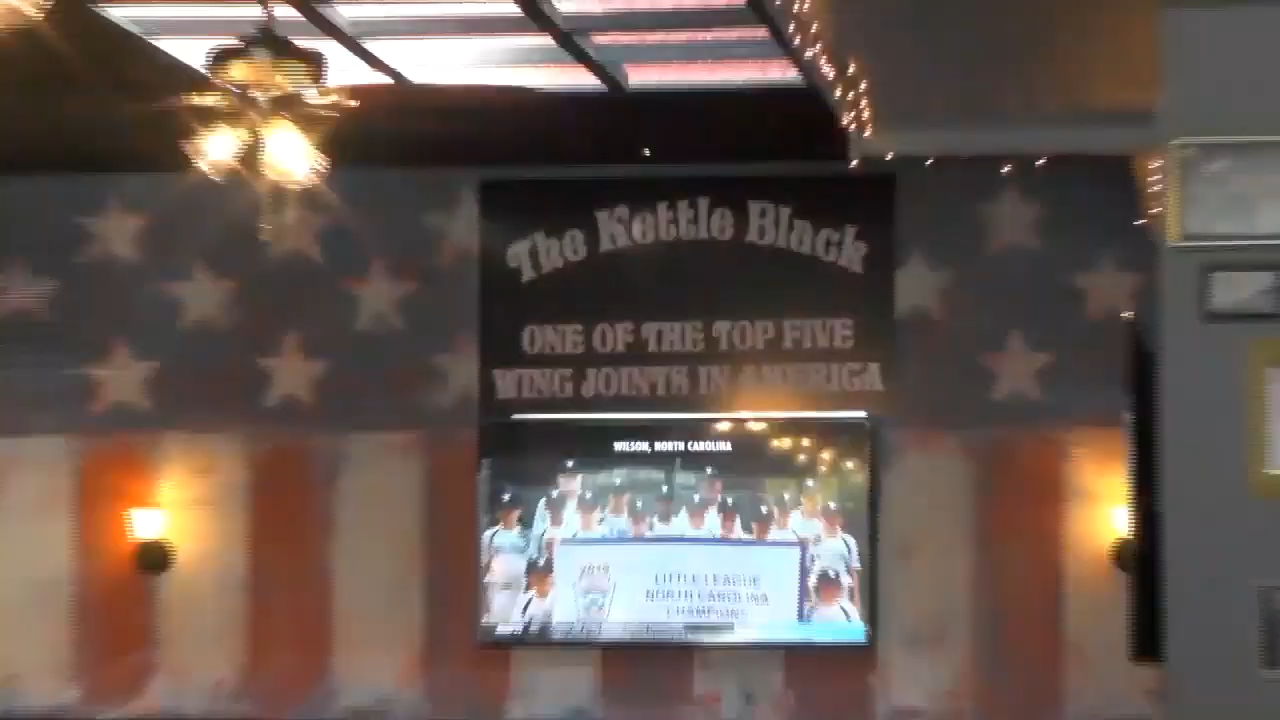 The Kettle Black
ONE OF THE TOP FIVE
WING JOINTS IN AMERICA
WILSON, NORTH CAROLINA
LITTLE LEAGUE
NORTH CAROLINA
CHAMPIONS